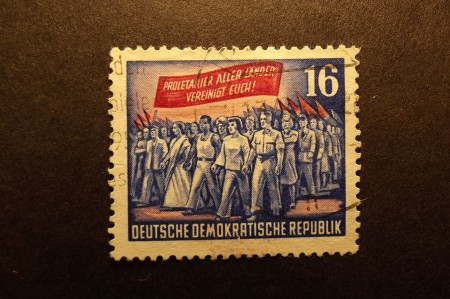 PROLETARIER ALLER LÄNDER
VEREINIGT EUCH!
16
DEUTSCHE DEMOKRATISCHE REPUBLIK